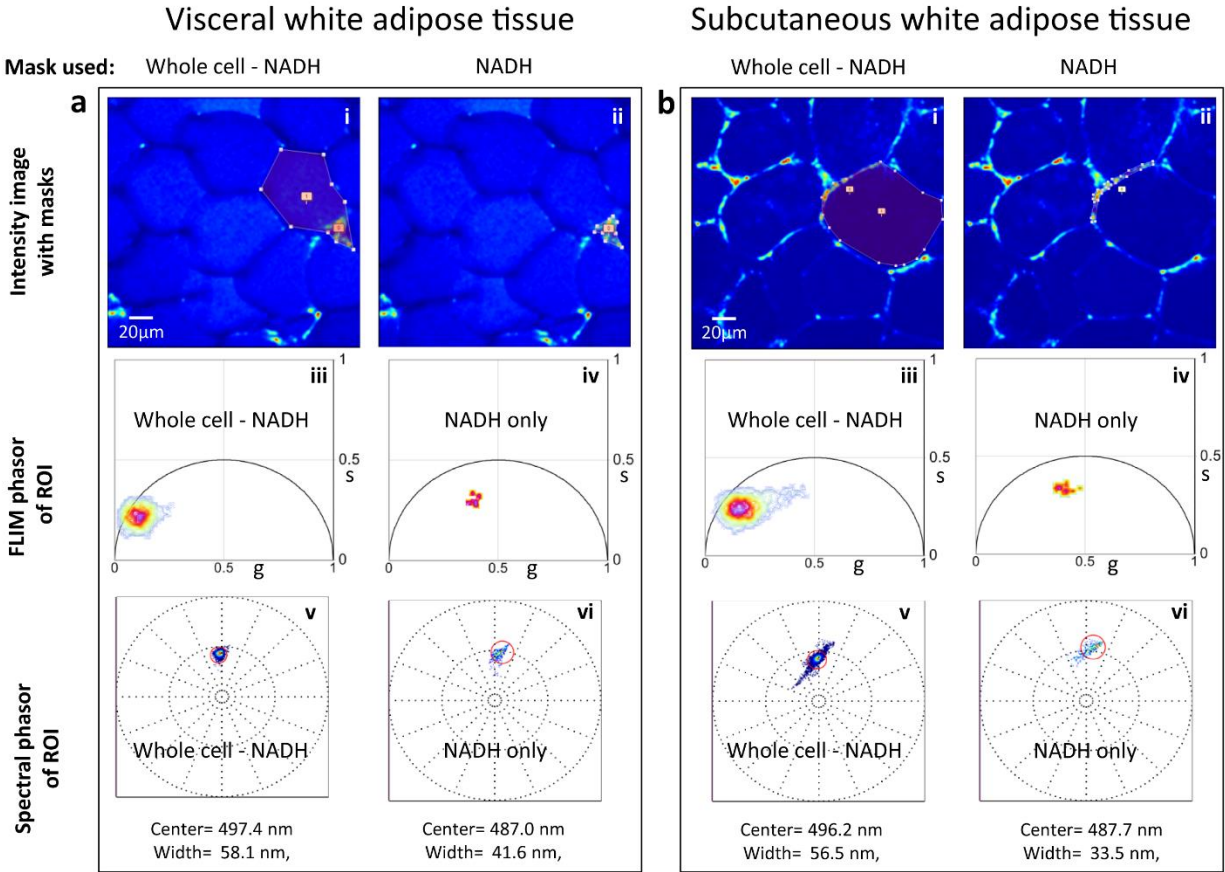 Visceral white adipose tissue
Subcutaneous white adipose tissue
Mask used:
Whole cell - NADH
NADH
Whole cell - NADH
NADH
Intensity image
with masks
a
i
20µm
ii
b
i
20µm
ii
FLIM phasor
of ROI
iii
Whole cell - NADH
1
0.5
s
0
0
0.5
g
1
iv
NADH only
1
0.5
s
0
0
0.5
g
1
iii
Whole cell - NADH
1
0.5
s
0
0
0.5
g
1
iv
NADH only
1
0.5
s
0
0
0.5
g
1
Spectral phasor
of ROI
v
Whole cell - NADH
Center= 497.4 nm
Width= 58.1 nm,
vi
NADH only
Center= 487.0 nm
Width= 41.6 nm,
v
Whole cell - NADH
Center= 496.2 nm
Width= 56.5 nm,
vi
NADH only
Center= 487.7 nm
Width= 33.5 nm,